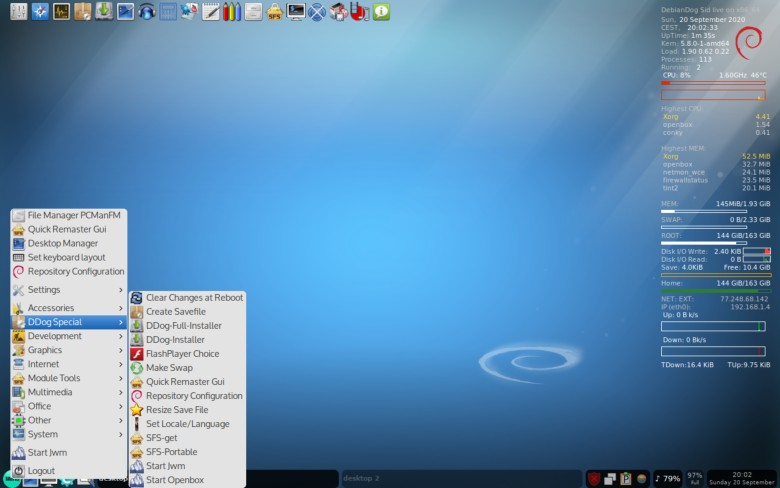 DebianDog Sid live on
Sun, 20 September 2020
CEST, 20:02:33
UpTime: 1m 35s
Kern.: 5.8.0-1-amd64
Load: 1.90 0.62 0.22
Processes: 113
Running: 2
CPU: 8% 1.60GHz 46°C
Highest CPU:
Xorg 4.41
openbox 1.54
conky 0.41
Highest MEM:
Xorg 52.5 MiB
openbox 32.7 MiB
netmon_wce 24.1 MiB
firewallstatus 23.5 MiB
tint2 20.1 MiB
MEM: 145MiB/1.93 GiB
SWAP: 0 B/2.33 GiB
ROOT: 144 GiB/163 GiB
Disk I/O Write: 2.40 KiB
Disk I/O Read: 0 B
Save: 4.0KiB Free: 10.4 GiB
Home: 144 GiB/163 GiB
NET: EXT: 77.248.68.142
IP (eth0): 192.168.1.4
Up: 0 B k/s
Down: 0 Bk/s
TDown:16.4 KiB TUp:9.75 KiB
SFS
File Manager PCManFM
Quick Remaster Gui
Desktop Manager
Set keyboard layout
Repository Configuration
Settings
Accessories
DDog Special
Development
Graphics
Internet
Module Tools
Multimedia
Office
Other
System
Start Jwm
Logout
Clear Changes at Reboot
Create Savefile
DDog-Full-Installer
DDog-Installer
FlashPlayer Choice
Make Swap
Quick Remaster Gui
Repository Configuration
Resize Save File
Set Locale/Language
SFS-get
SFS-Portable
Start Jwm
Start Openbox
desktop 2
79%
97%
Full
20:02
Sunday 20 September